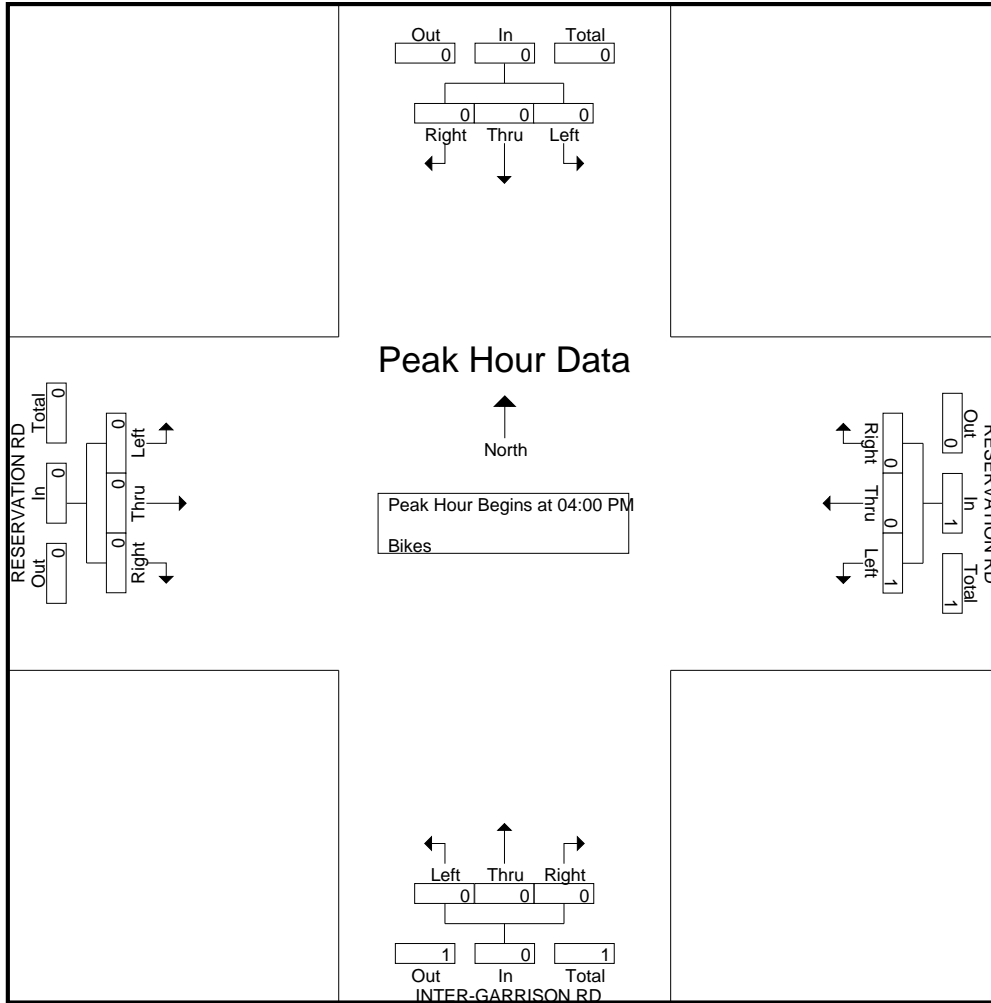 Out In Total
0 0 0
0 0 0
Right Thru Left
Peak Hour Data
North
Peak Hour Begins at 04:00 PM
Bikes
RESERVATION RD
Out In Total
0 0 0
0 0 0
Right Thru Left
RESERVATION RD
Out In Total
0 1 1
0 0 1
Right Thru Left
Left Thru Right
0 0 0
1 0 1
Out In Total
INTER-GARRISON RD